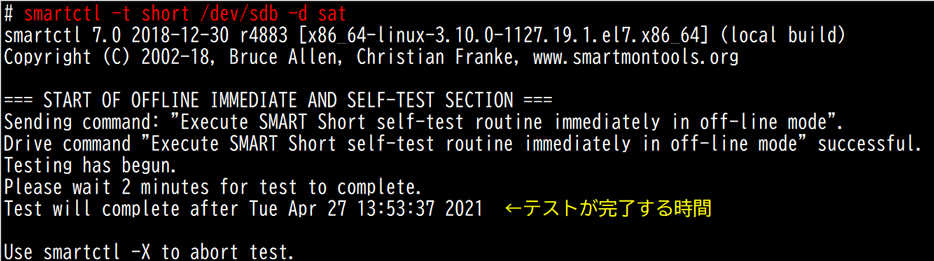 # smartctl -t short /dev/sdb -d sat
smartctl 7.0 2018-12-30 r4883 [x86_64-linux-3.10.0-1127.19.1.el7.x86_64] (local build)
Copyright (C) 2002-18, Bruce Allen, Christian Franke, www.smartmontools.org
=== START OF OFFLINE IMMEDIATE AND SELF-TEST SECTION ===
Sending command: ”Execute SMART Short self-test routine immediately in off-line mode”.
Drive command ”Execute SMART Short self-test routine immediately in off-line mode” successful.
Testing has begun.
Please wait 2 minutes for test to complete.
Test will complete after Tue Apr 27 13:53:37 2021 ←テストが完了する時間
Use smartctl -X to abort test.